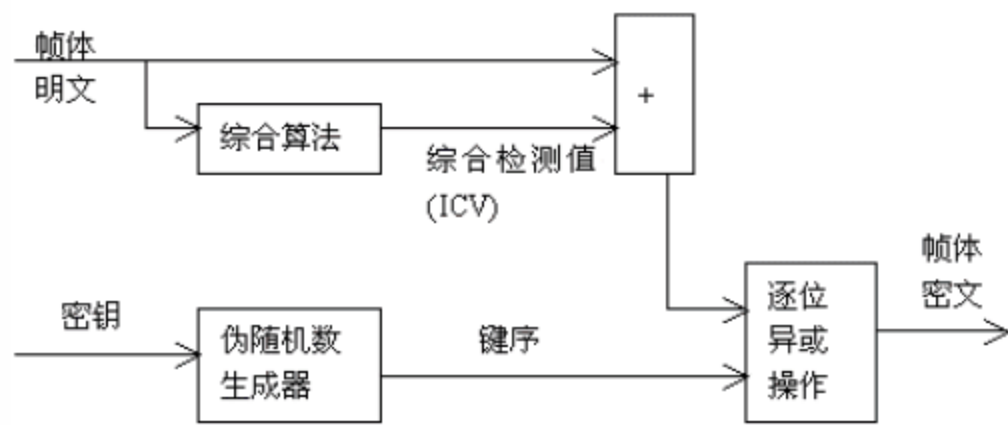 帧体
明文
综合算法
综合检测值
(ICV)
+
密钥
伪随机数
生成器
键序
逐位
异或
操作
帧体
密文